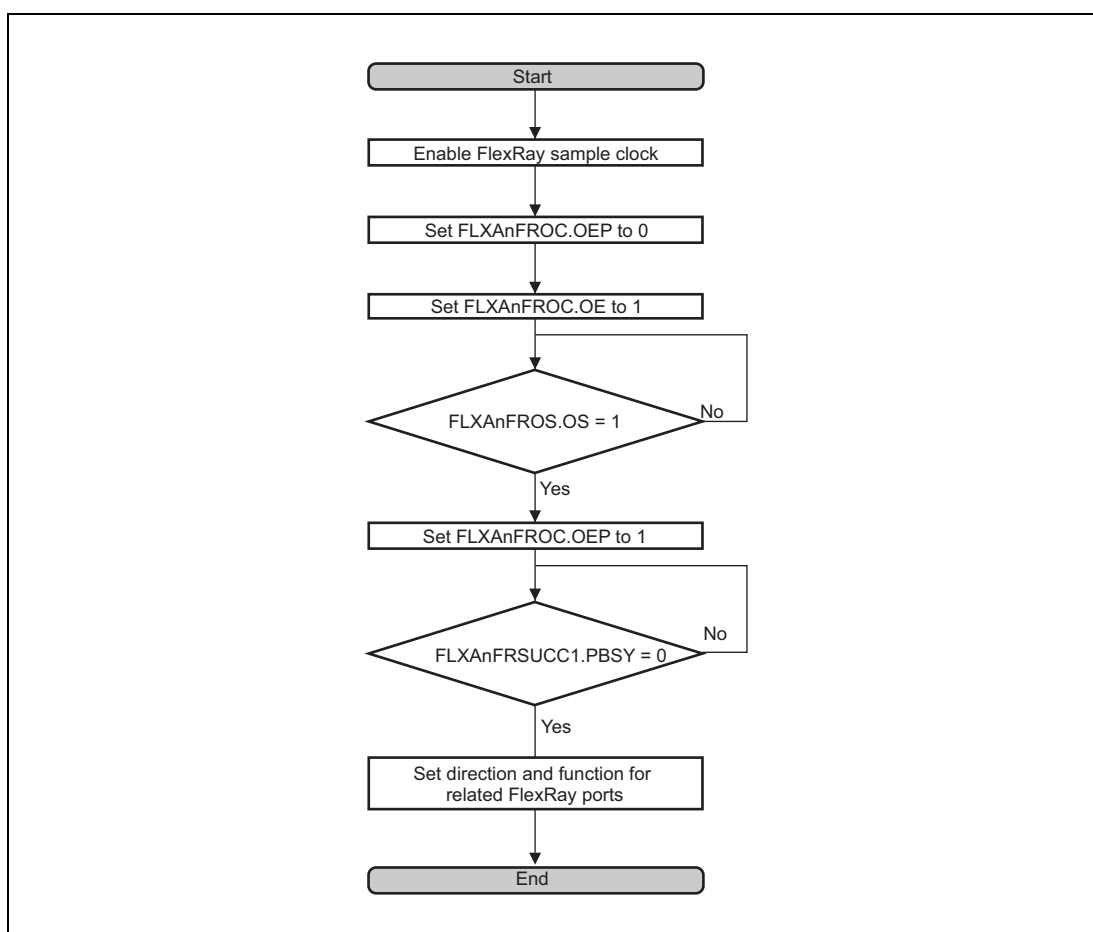 Start
Enable FlexRay sample clock
Set FLXAnFROC.OEP to 0
Set FLXAnFROC.OE to 1
FLXAnFROS.OS = 1
No
Yes
Set FLXAnFROC.OEP to 1
No
FLXAnFRSUCC1.PBSY = 0
Yes
Set direction and function for
related FlexRay ports
End